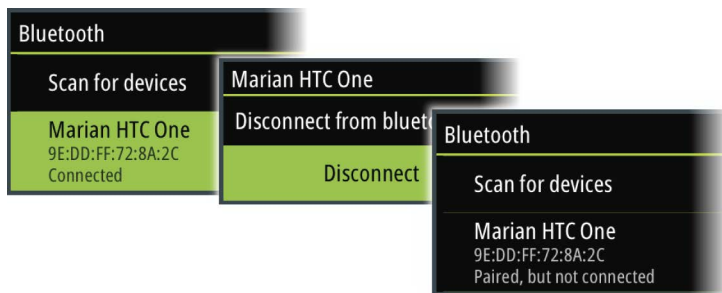 Bluetooth
Scan for devices
Marian HTC One
9E:DD:FF:72:8A:2C
Connected
Marian HTC One
Disconnect from
Disconnect
Bluetooth
Scan for devices
Marian HTC One
9E:DD:FF:72:8A:2C
Paired, but not connected